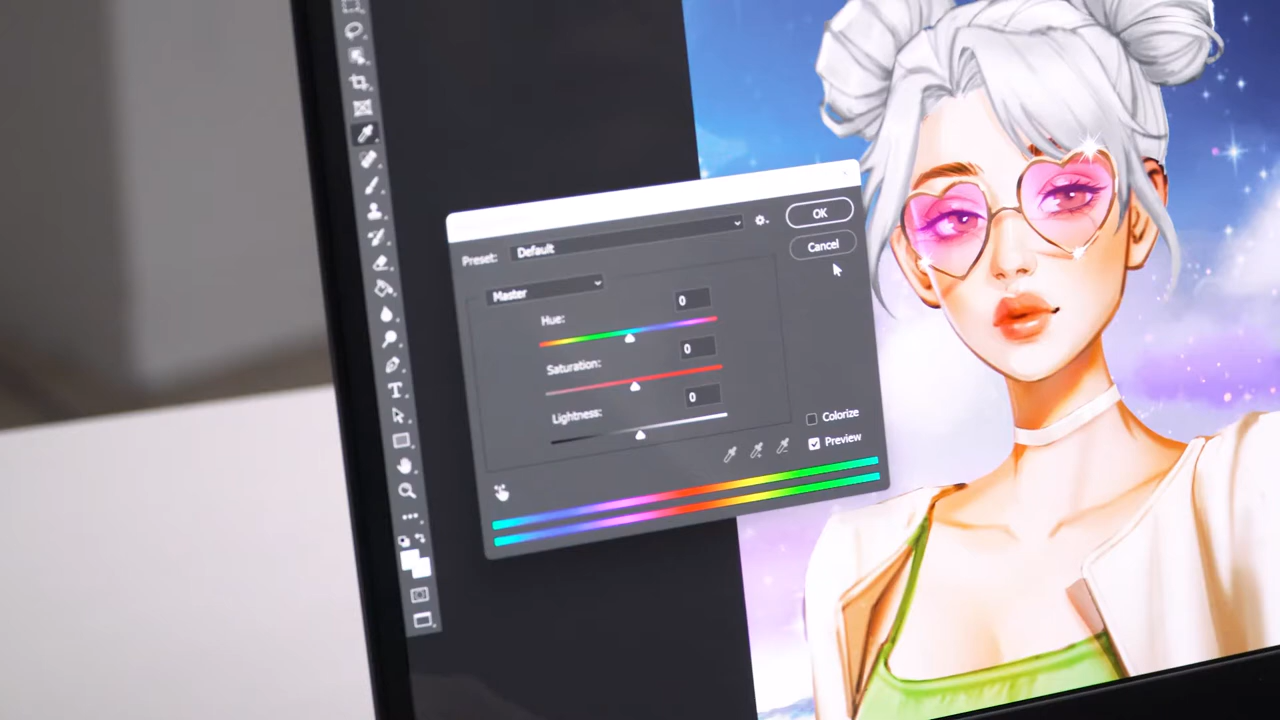 Preset: Default
OK
Cancel
Master
Hue: 0
Saturation: 0
Lightness: 0
Colorize
Preview
T